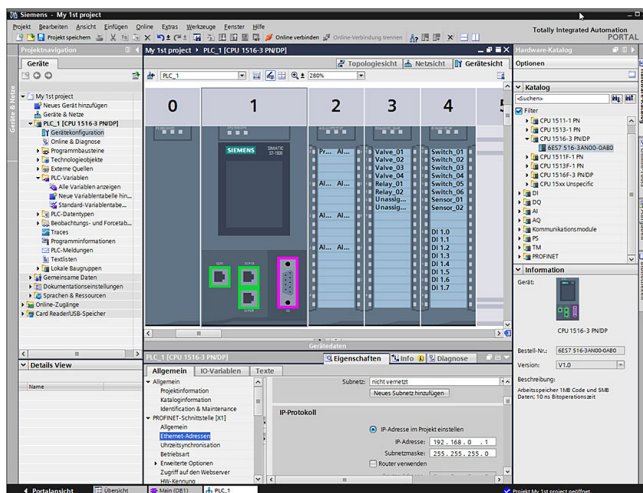 Siemens - My 1st project
Projekt Bearbeiten Ansicht Einfügen Online Extras Werkzeuge Fenster Hilfe
Totally Integrated Automation
PORTAL
Projekt speichern
Online verbinden
Online-Verbindung trennen
Projektnavigation
My 1st project ▸ PLC_1 [CPU 1516-3 PN/DP]
Hardware-Katalog
Geräte
Topologiesicht
Netzsicht
Gerätesicht
Optionen
PLC_1
280%
Geräte & Netze
My 1st project
Neues Gerät hinzufügen
Geräte & Netze
PLC_1 [CPU 1516-3 PN/DP]
Gerätekonfiguration
Online & Diagnose
Programmbausteine
Technologieobjekte
Externe Quellen
PLC-Variablen
Alle Variablen anzeigen
Neue Variablentabelle hin...
Standard-Variablentabe...
PLC-Datentypen
Beobachtungs- und Forcetab...
Traces
Programminformationen
PLC-Meldungen
Textlisten
Lokale Baugruppen
Gemeinsame Daten
Dokumentationseinstellungen
Sprachen & Ressourcen
Online-Zugänge
Card Reader/USB-Speicher
Details View
Name
0 1 2 3 4
SIEMENS
SIMATIC
S7-1500
Pr... AI...
AI...
AI... AI...
AI... AI...
Valve_01
Valve_02
Valve_03
Valve_04
Relay_01
Relay_02
Unassig...
Unassig...
Switch_01
Switch_02
Switch_03
Switch_04
Switch_05
Switch_06
Sensor_01
Sensor_02
DI 1.0
DI 1.1
DI 1.2
DI 1.3
DI 1.4
DI 1.5
DI 1.6
DI 1.7
Gerätedaten
PLC_1 [CPU 1516-3 PN/DP]
Eigenschaften
Info
Diagnose
Allgemein
IO-Variablen
Texte
Allgemein
Projektinformation
Kataloginformation
Identification & Maintenance
PROFINET-Schnittstelle [X1]
Allgemein
Ethernet-Adressen
Uhrzeitsynchronisation
Betriebsart
Erweiterte Optionen
Zugriff auf den Webserver
HW-Kennung
Subnetz: nicht vernetzt
Neues Subnetz hinzufügen
IP-Protokoll
IP-Adresse im Projekt einstellen
IP-Adresse: 192 . 168 . 0 . 1
Subnetzmaske: 255 . 255 . 255 . 0
Router verwenden
Katalog
<Suchen>
Filter
CPU 1511-1 PN
CPU 1513-1 PN
CPU 1516-3 PN/DP
6ES7 516-3AN00-0AB0
CPU 1511F-1 PN
CPU 1513F-1 PN
CPU 1516F-3 PN/DP
CPU 15xx Unspecific
DI
DQ
AI
AQ
Kommunikationsmodule
PS
TM
PROFINET
Information
Gerät:
CPU 1516-3 PN/DP
Bestell-Nr.: 6ES7 516-3AN00-0AB0
Version: V1.0
Beschreibung:
Arbeitsspeicher 1MB Code und 5MB
Daten; 10 ns Bitoperationszeit
Portalansicht
Übersicht
Main (OB1)
PLC_1
Projekt My 1st project geöffnet.